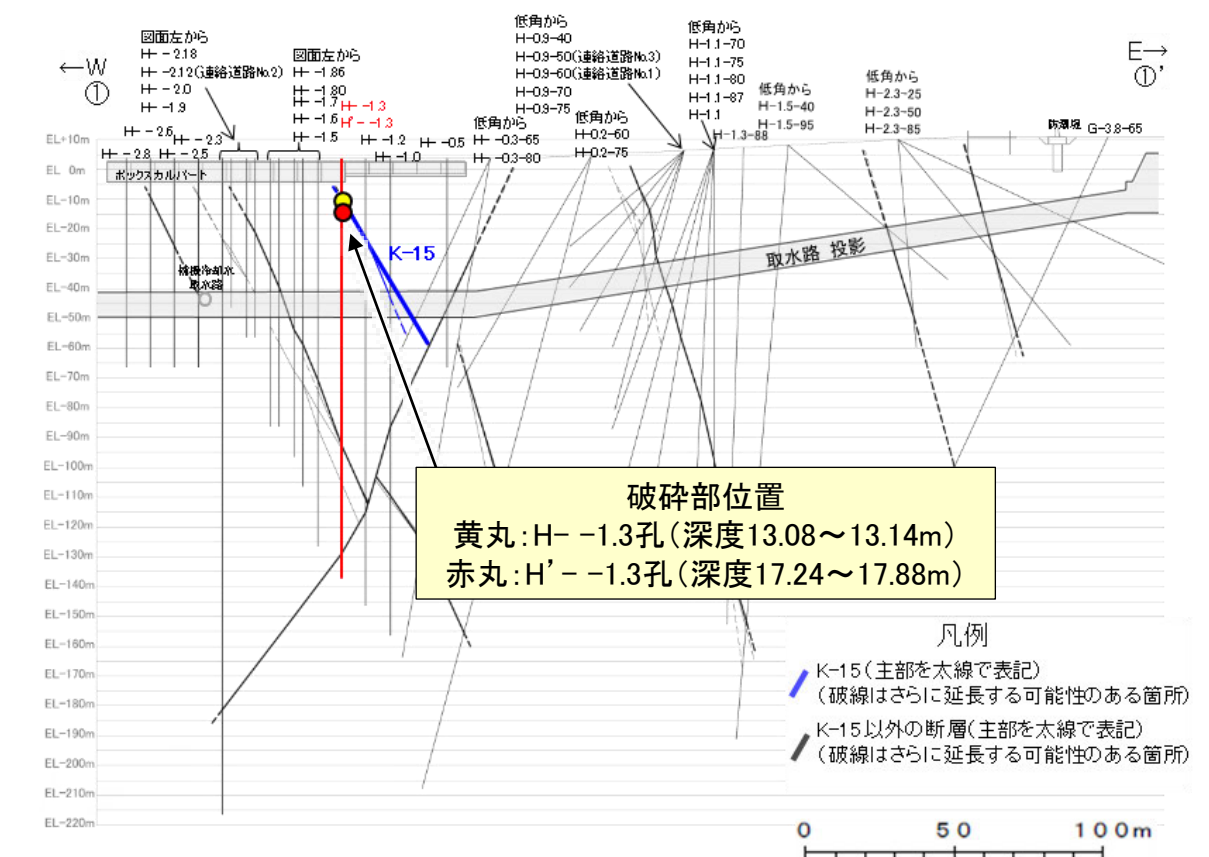 ←W
①
E→
①'
図面左から
H- -2.18
H- -2.12(連絡道路No.2)
H- -2.0
H- -1.9
図面左から
H- -1.86
H- -1.80
H- -1.7
H- -1.6
H- -1.5
H- -1.3
H'- -1.3
低角から
H-0.9-40
H-0.9-50(連絡道路No.3)
H-0.9-60(連絡道路No.1)
H-0.9-70
H-0.9-75
低角から
H-1.1-70
H-1.1-75
H-1.1-80
H-1.1-87
H-1.1
低角から
H-1.5-40
H-1.5-95
低角から
H-2.3-25
H-2.3-50
H-2.3-85
防潮堤
G-3.8-65
H- -2.6
H- -2.3
H- -2.8
H- -2.5
H- -1.2
H- -0.5
H- -1.0
低角から
H- -0.3-65
H- -0.3-80
低角から
H-0.2-60
H-0.2-75
H-1.3-88
EL+10m
EL 0m
EL-10m
EL-20m
EL-30m
EL-40m
EL-50m
EL-60m
EL-70m
EL-80m
EL-90m
EL-100m
EL-110m
EL-120m
EL-130m
EL-140m
EL-150m
EL-160m
EL-170m
EL-180m
EL-190m
EL-200m
EL-210m
EL-220m
ボックスカルバート
補機冷却水
取水路
K-15
取水路 投影
破砕部位置
黄丸:H- -1.3孔(深度13.08～13.14m)
赤丸:H'- -1.3孔(深度17.24～17.88m)
凡例
K-15(主部を太線で表記)
(破線はさらに延長する可能性のある箇所)
K-15以外の断層(主部を太線で表記)
(破線はさらに延長する可能性のある箇所)
0 50 100m